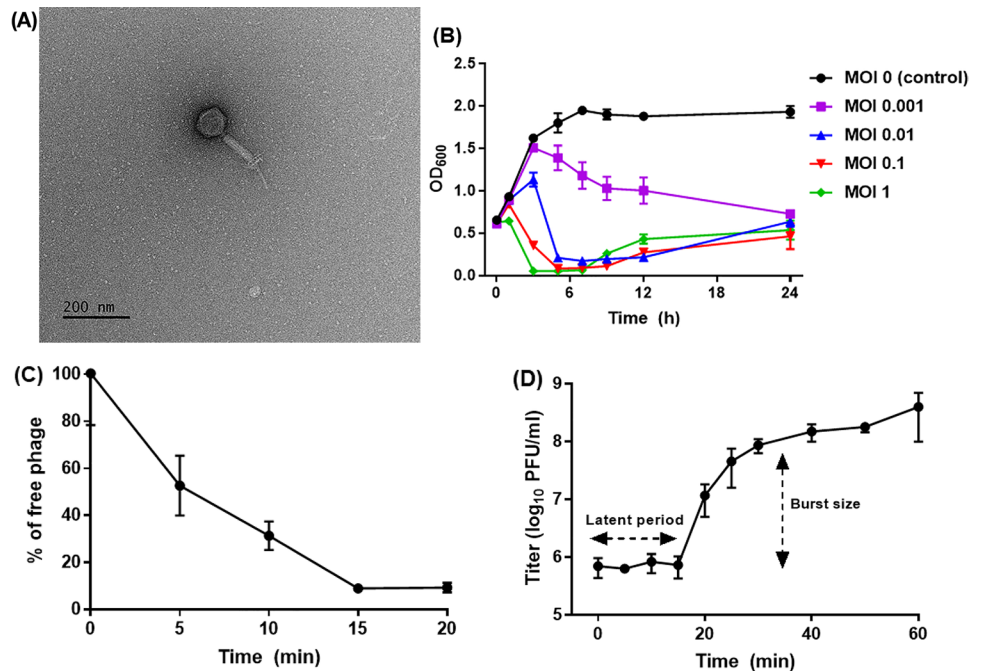 (A)
200 nm
(B)
2.5
2.0
1.5
1.0
0.5
0.0
OD600
0
6
12
18
24
Time (h)
MOI 0 (control)
MOI 0.001
MOI 0.01
MOI 0.1
MOI 1
(C)
100
80
60
40
20
0
% of free phage
0
5
10
15
20
Time (min)
(D)
9
8
7
6
5
Titer (log10 PFU/ml)
Latent period
Burst size
0
20
40
60
Time (min)